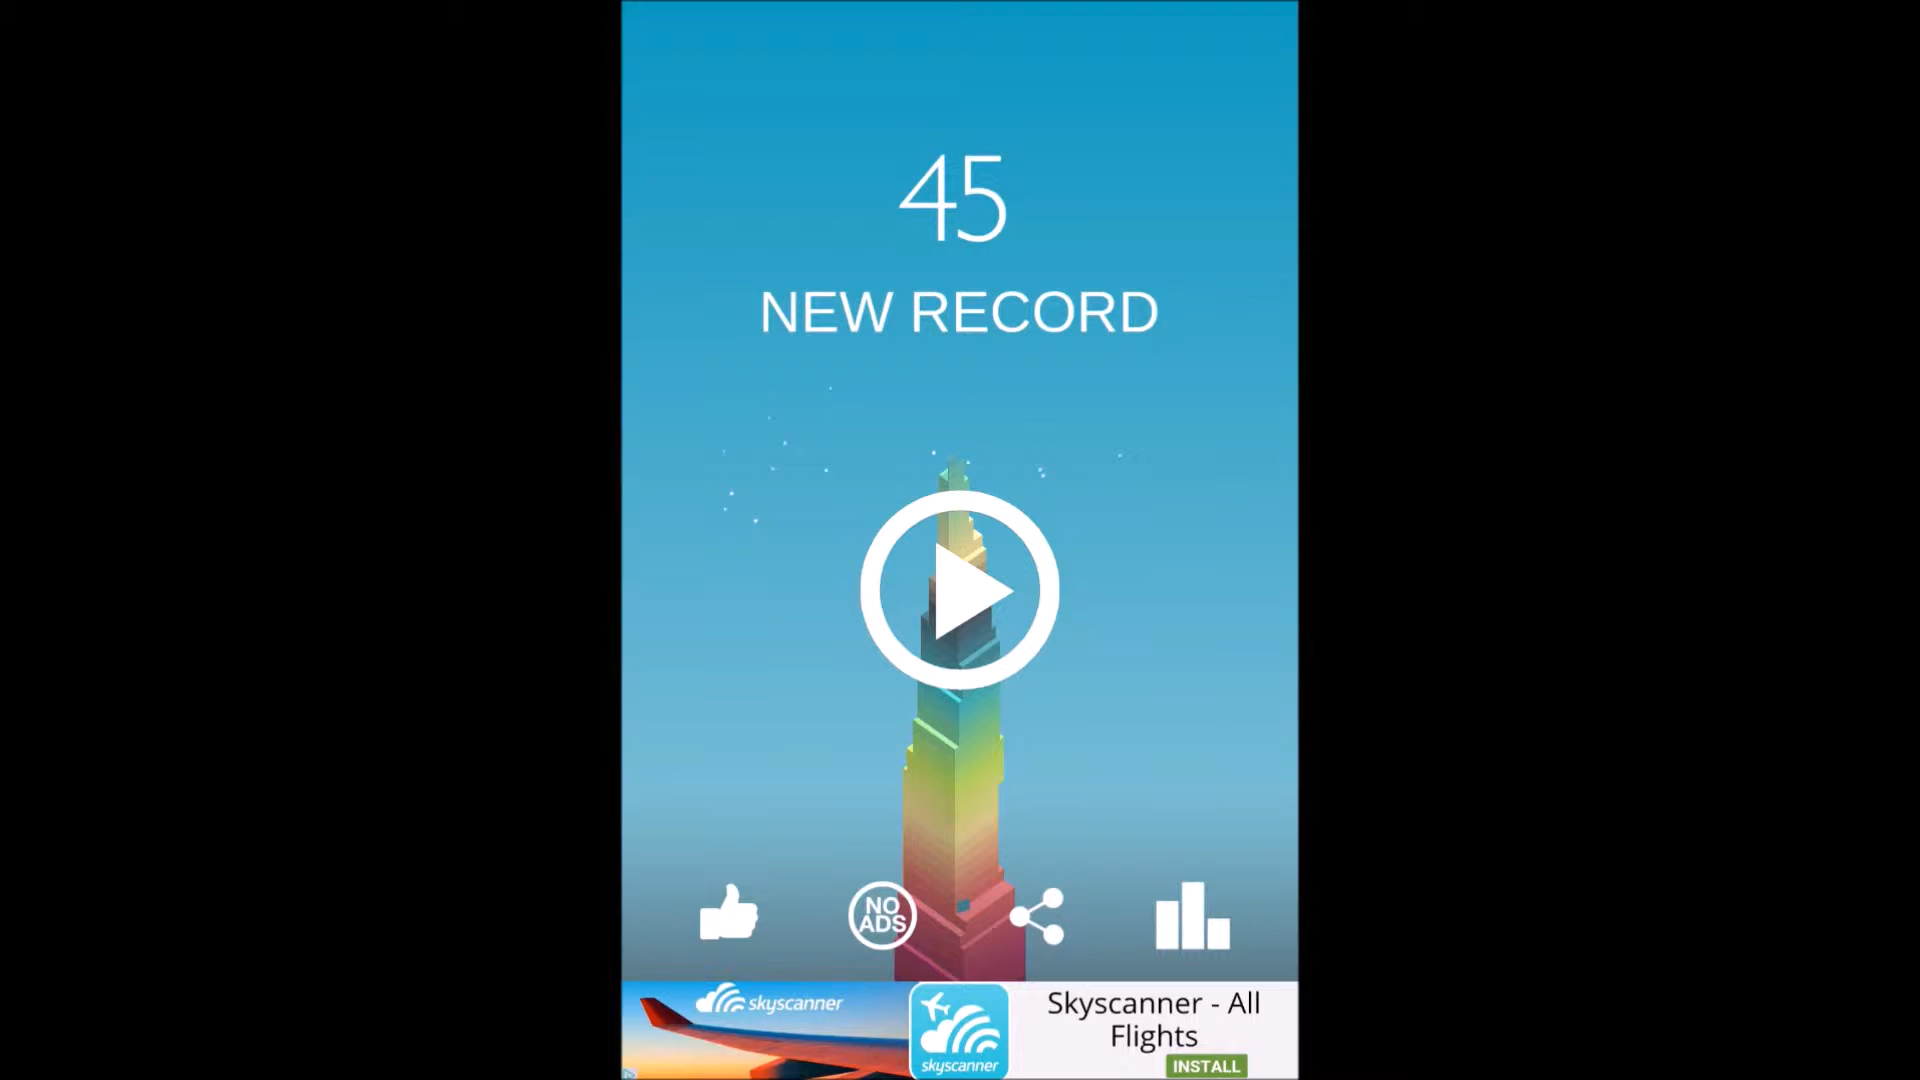 45
NEW RECORD
NO
ADS
skyscanner
skyscanner
Skyscanner - All
Flights
INSTALL